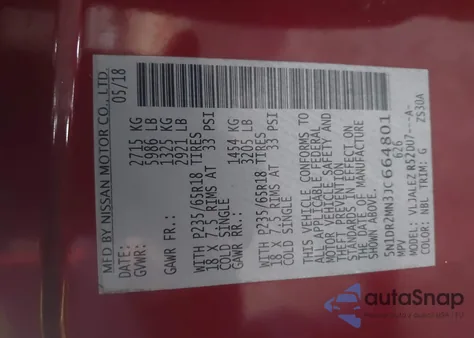 MFD BY NISSAN MOTOR CO., LTD.
DATE: 05/18
GVWR: 2715 KG
5986 LB
GAWR FR.: 1325 KG
2921 LB
WITH P235/65R18 TIRES
18 X 7.5 RIMS AT 33 PSI
COLD SINGLE
GAWR RR.: 1454 KG
3205 LB
WITH P235/65R18 TIRES
18 X 7.5 RIMS AT 33 PSI
COLD SINGLE
THIS VEHICLE CONFORMS TO
ALL APPLICABLE FEDERAL
MOTOR VEHICLE SAFETY AND
THEFT PREVENTION
STANDARDS IN EFFECT ON
THE DATE OF MANUFACTURE
SHOWN ABOVE.
5N1DR2MN3JC664801
MPV 626
MODEL: VLJALEZ R52DU7---A-
COLOR: NBL TRIM: G ZS30A
autoSnap